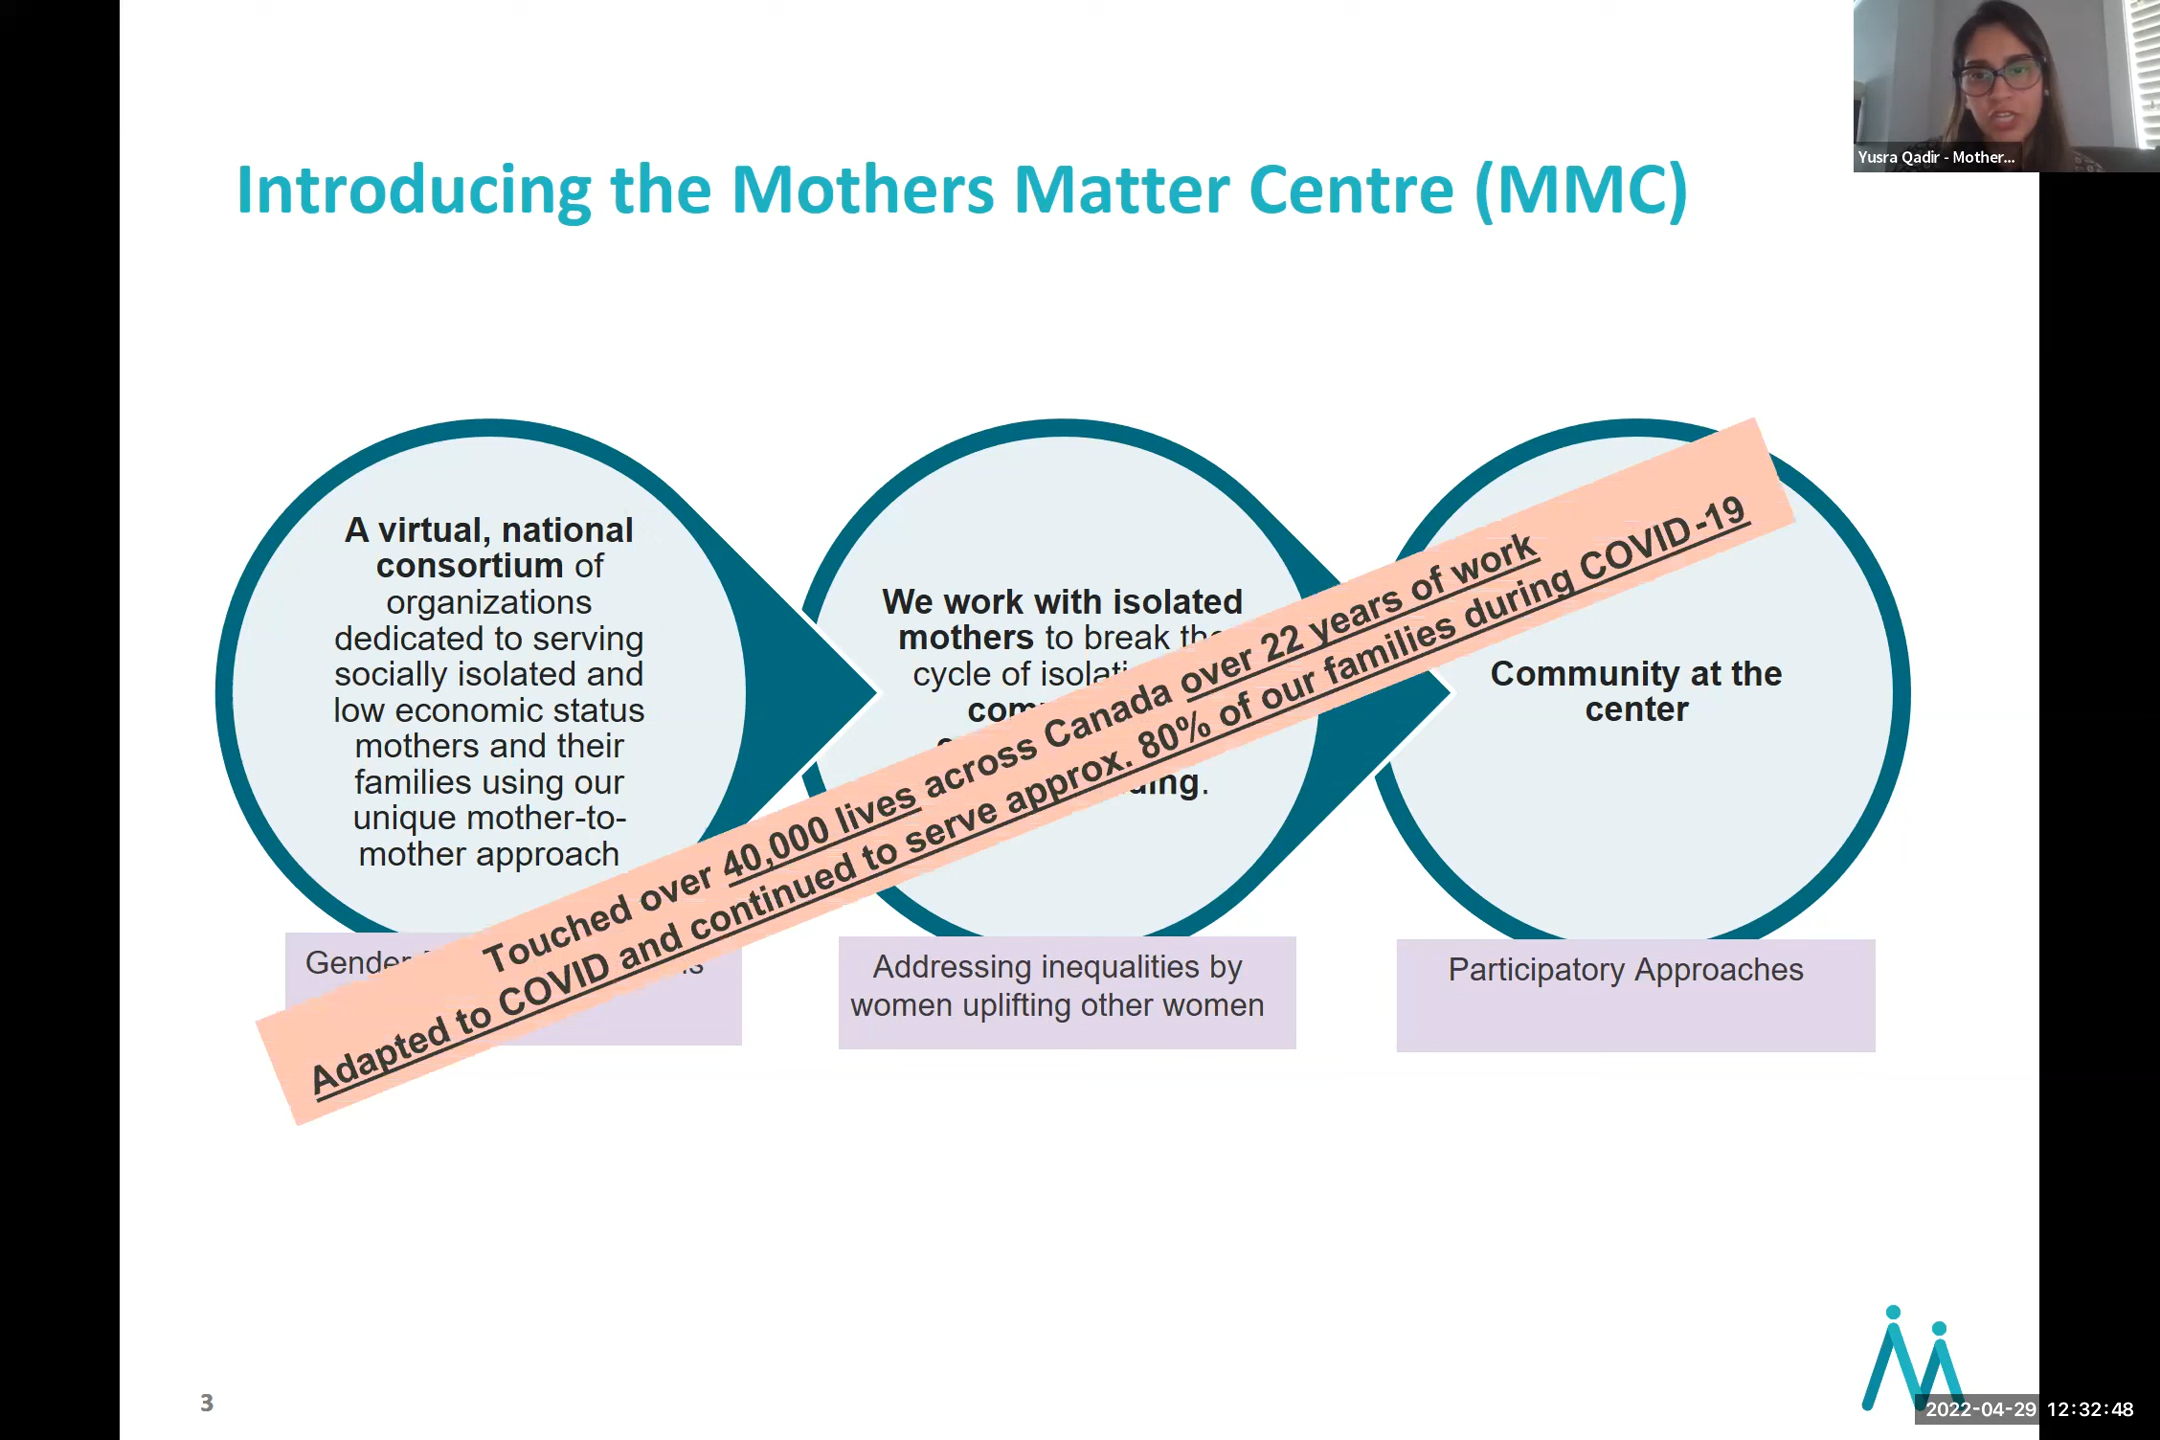 Yusra Qadir - Mother...
Introducing the Mothers Matter Centre (MMC)
A virtual, national
consortium of
organizations
dedicated to serving
socially isolated and
low economic status
mothers and their
families using our
unique mother-to-
mother approach
We work with isolated
mothers to break
cycle of
Community at the
center
Touched over 40,000 lives across Canada over 22 years of work
Adapted to COVID and continued to serve approx. 80% of our families during COVID-19
Gender
Addressing inequalities by
women uplifting other women
Participatory Approaches
3
2022-04-29 12:32:48